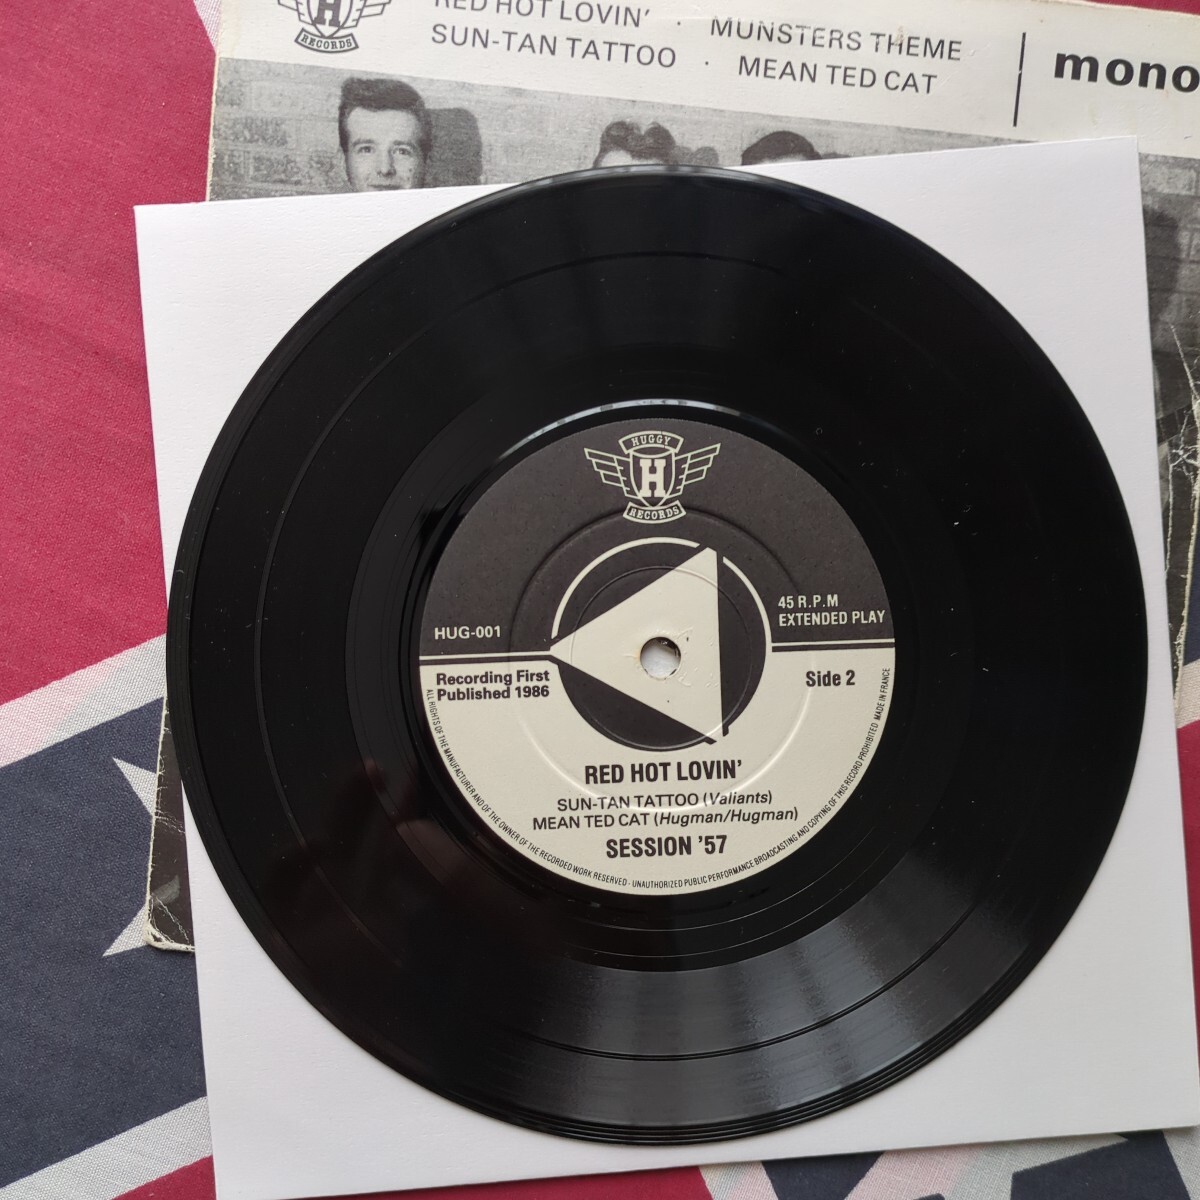 H
RECORDS
RED HOT LOVIN' · MUNSTERS THEME
SUN-TAN TATTOO · MEAN TED CAT
mono
HUGGY
H
RECORDS
45 R.P.M
EXTENDED PLAY
HUG-001
Recording First
Published 1986
Side 2
RED HOT LOVIN'
SUN-TAN TATTOO (Valiants)
MEAN TED CAT (Hugman/Hugman)
SESSION '57
ALL RIGHTS OF THE MANUFACTURER AND OF THE OWNER OF THE RECORDED WORK RESERVED - UNAUTHORIZED PUBLIC PERFORMANCE BROADCASTING AND COPYING OF THIS RECORD PROHIBITED MADE IN FRANCE